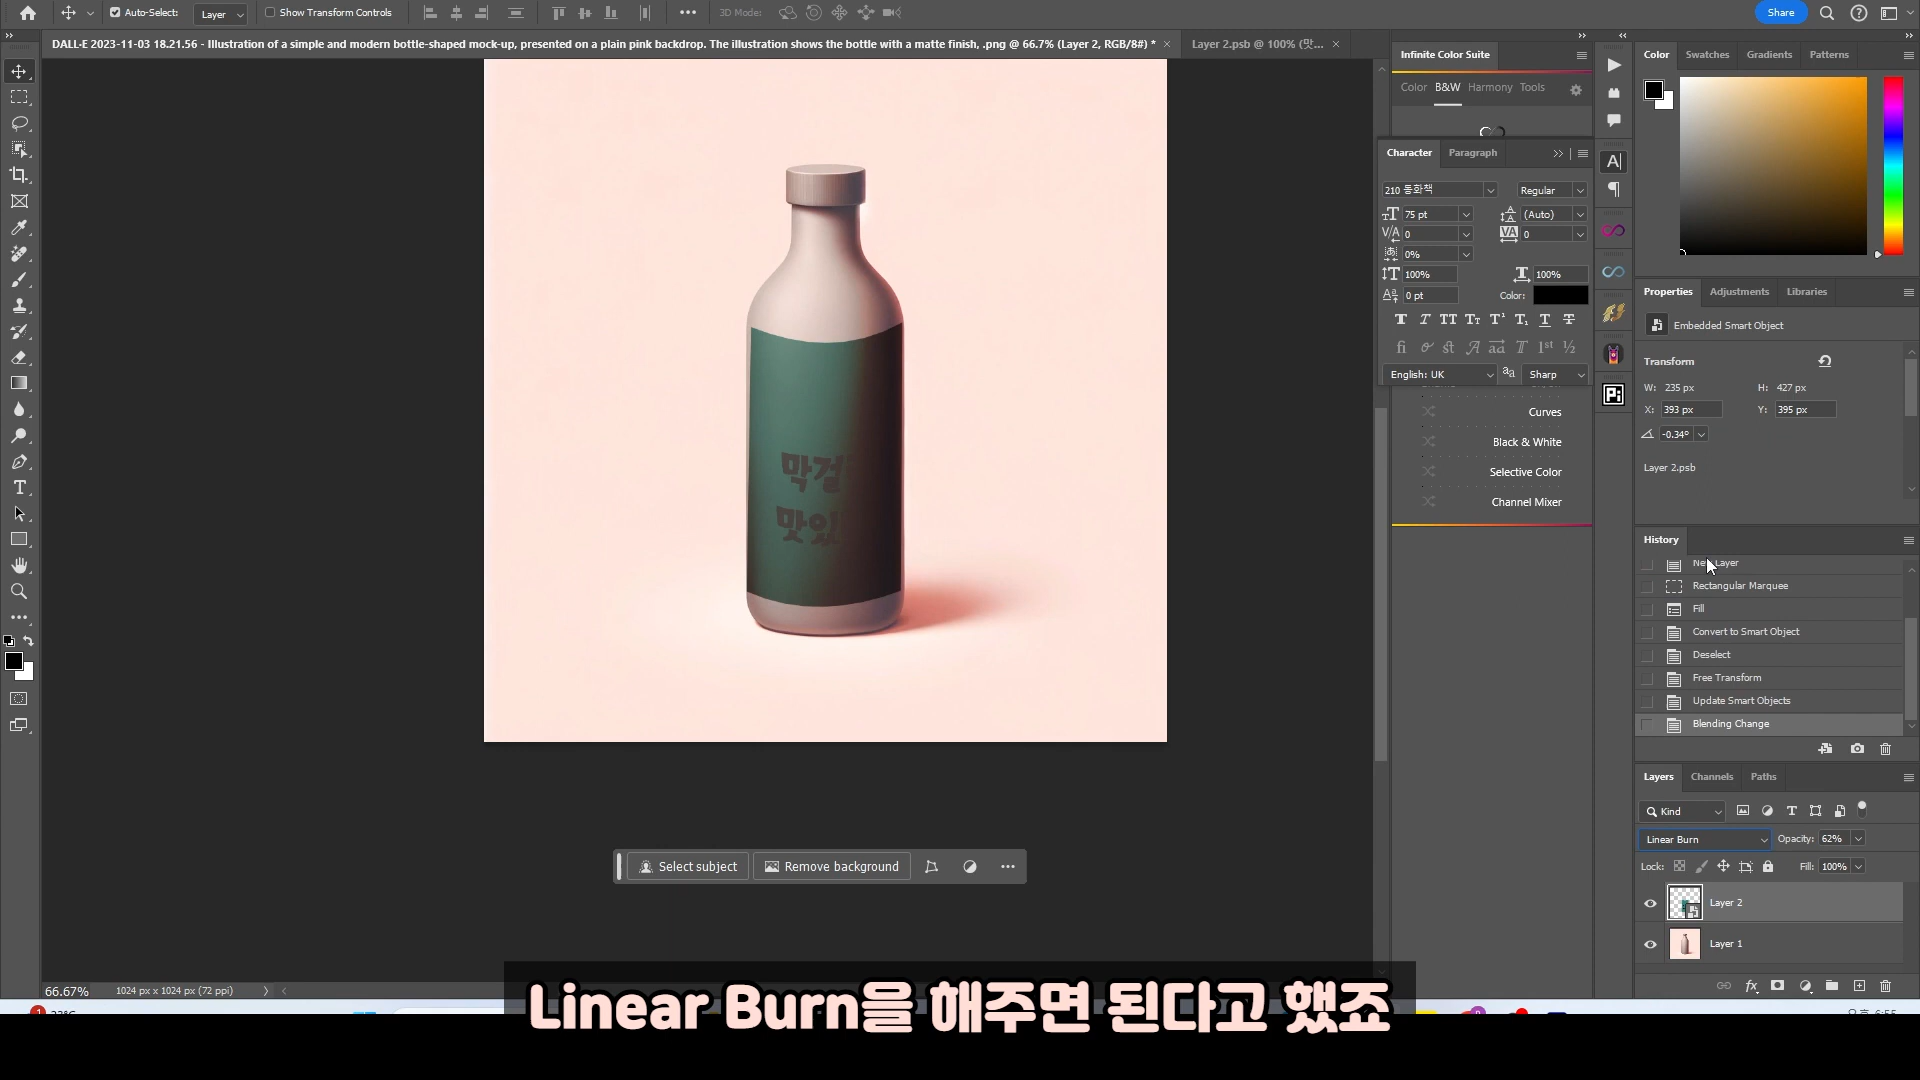 Auto-Select:
Layer
Show Transform Controls
3D Mode:
Share
DALL·E 2023-11-03 18.21.56 - Illustration of a simple and modern bottle-shaped mock-up, presented on a plain pink backdrop. The illustration shows the bottle with a matte finish, .png @ 66.7% (Layer 2, RGB/8#) *
Layer 2.psb @ 100% (맛...
Infinite Color Suite
Color B&W Harmony Tools
Character Paragraph
210 동화책
Regular
75 pt
(Auto)
0
0
0%
100%
100%
0 pt
Color:
English: UK
Sharp
Curves
Black & White
Selective Color
Channel Mixer
Color Swatches Gradients Patterns
Properties Adjustments Libraries
Embedded Smart Object
Transform
W: 235 px
H: 427 px
X: 393 px
Y: 395 px
-0.34°
Layer 2.psb
History
New Layer
Rectangular Marquee
Fill
Convert to Smart Object
Deselect
Free Transform
Update Smart Objects
Blending Change
Layers Channels Paths
Kind
Linear Burn
Opacity: 62%
Lock:
Fill: 100%
Layer 2
Layer 1
막걸
맛있
Select subject
Remove background
66.67%
1024 px x 1024 px (72 ppi)
Linear Burn을 해주면 된다고 했죠